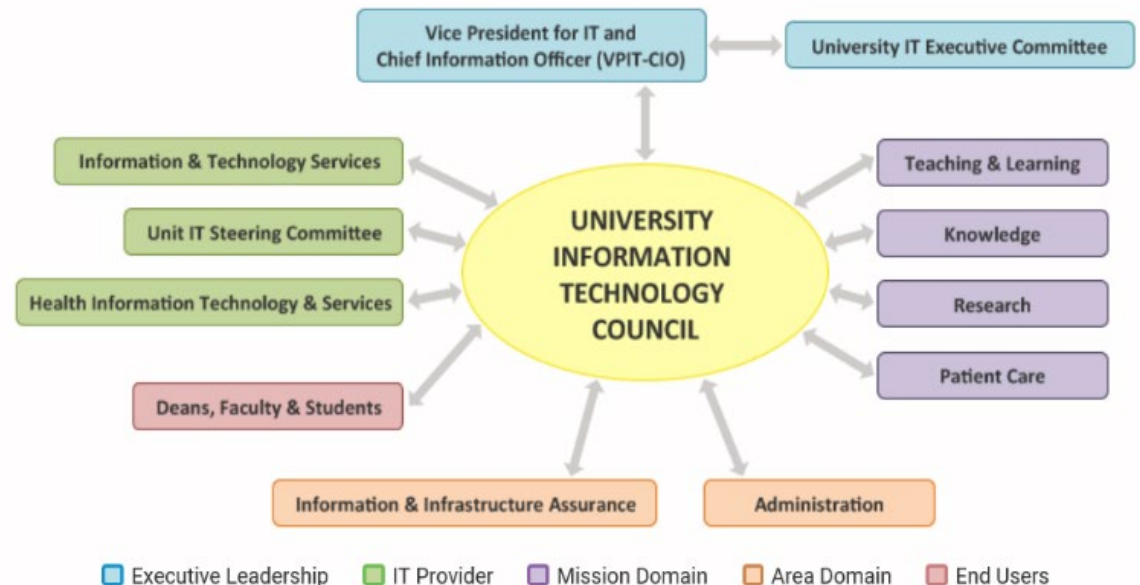 Vice President for IT and
Chief Information Officer (VPIT-CIO)
University IT Executive Committee
Information & Technology Services
Unit IT Steering Committee
Health Information Technology & Services
Deans, Faculty & Students
UNIVERSITY
INFORMATION
TECHNOLOGY
COUNCIL
Teaching & Learning
Knowledge
Research
Patient Care
Information & Infrastructure Assurance
Administration
Executive Leadership
IT Provider
Mission Domain
Area Domain
End Users